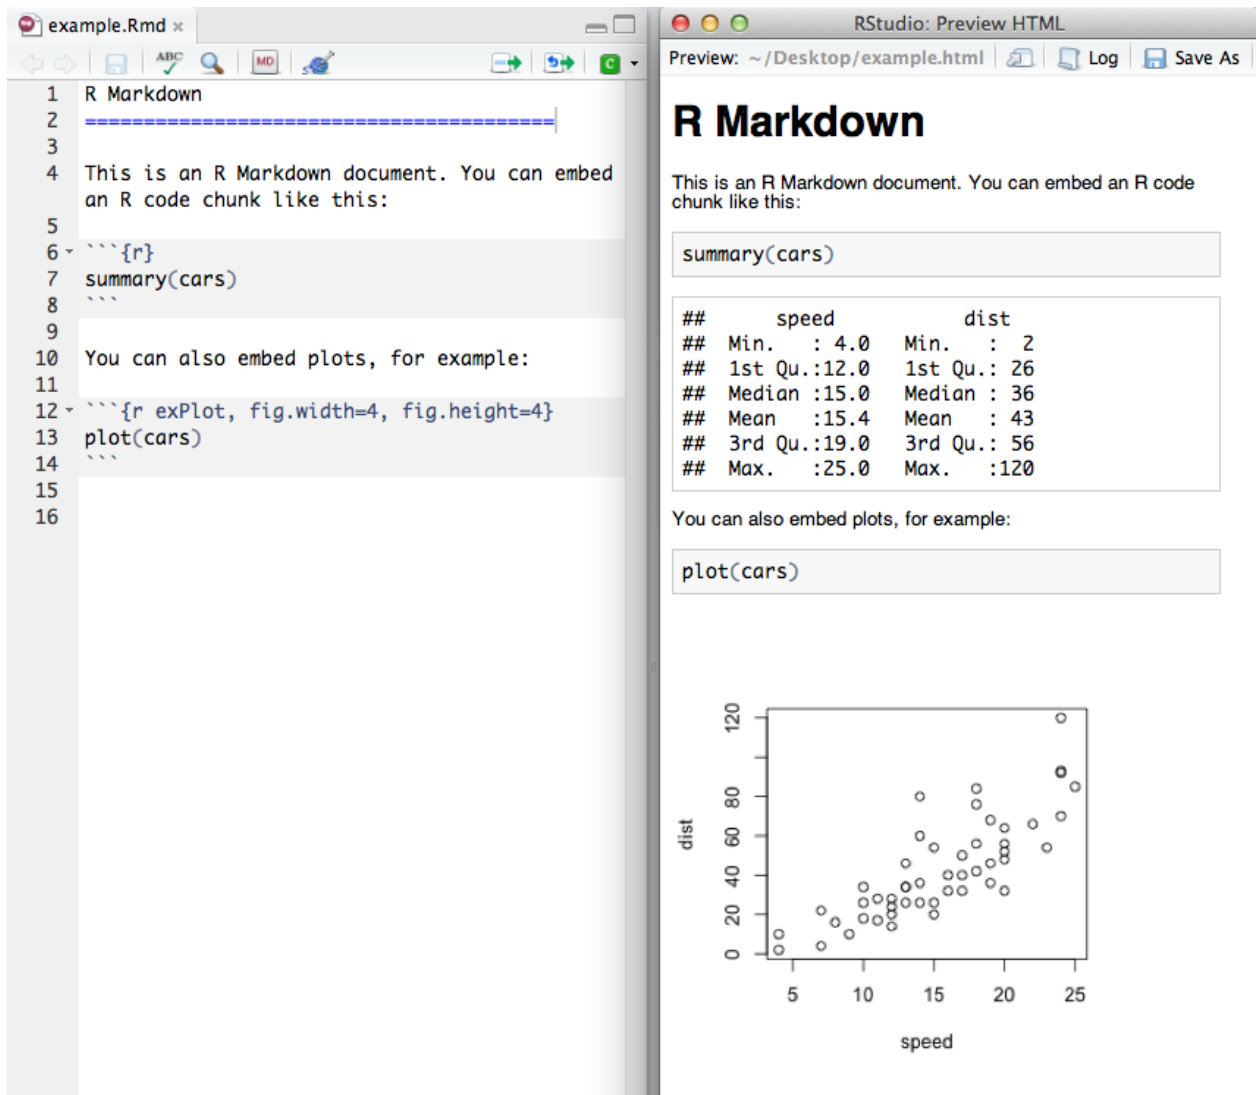 example.Rmd ×
ABC
MD
C
1 R Markdown
2 ========================================
3
4 This is an R Markdown document. You can embed
an R code chunk like this:
5
6 ```{r}
7 summary(cars)
8 ```
9
10 You can also embed plots, for example:
11
12 ```{r exPlot, fig.width=4, fig.height=4}
13 plot(cars)
14 ```
15
16
RStudio: Preview HTML
Preview: ~/Desktop/example.html Log Save As
R Markdown
This is an R Markdown document. You can embed an R code
chunk like this:
summary(cars)
##      speed           dist
##  Min.   : 4.0   Min.   :  2
##  1st Qu.:12.0   1st Qu.: 26
##  Median :15.0   Median : 36
##  Mean   :15.4   Mean   : 43
##  3rd Qu.:19.0   3rd Qu.: 56
##  Max.   :25.0   Max.   :120
You can also embed plots, for example:
plot(cars)
120
80
60
40
20
0
dist
5 10 15 20 25
speed